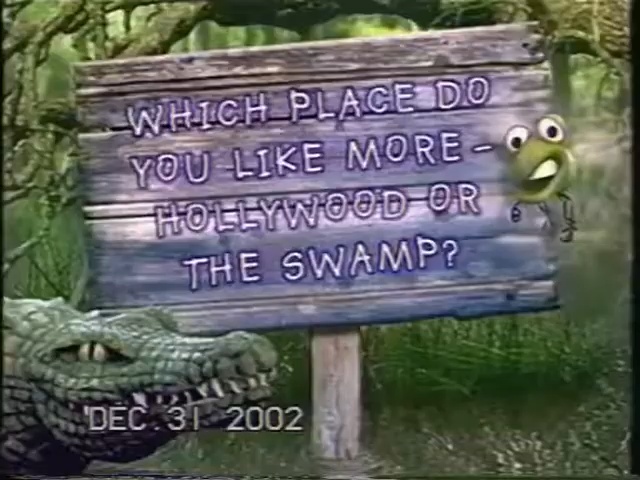 WHICH PLACE DO
YOU LIKE MORE -
HOLLYWOOD OR
THE SWAMP?
'DEC. 31 2002